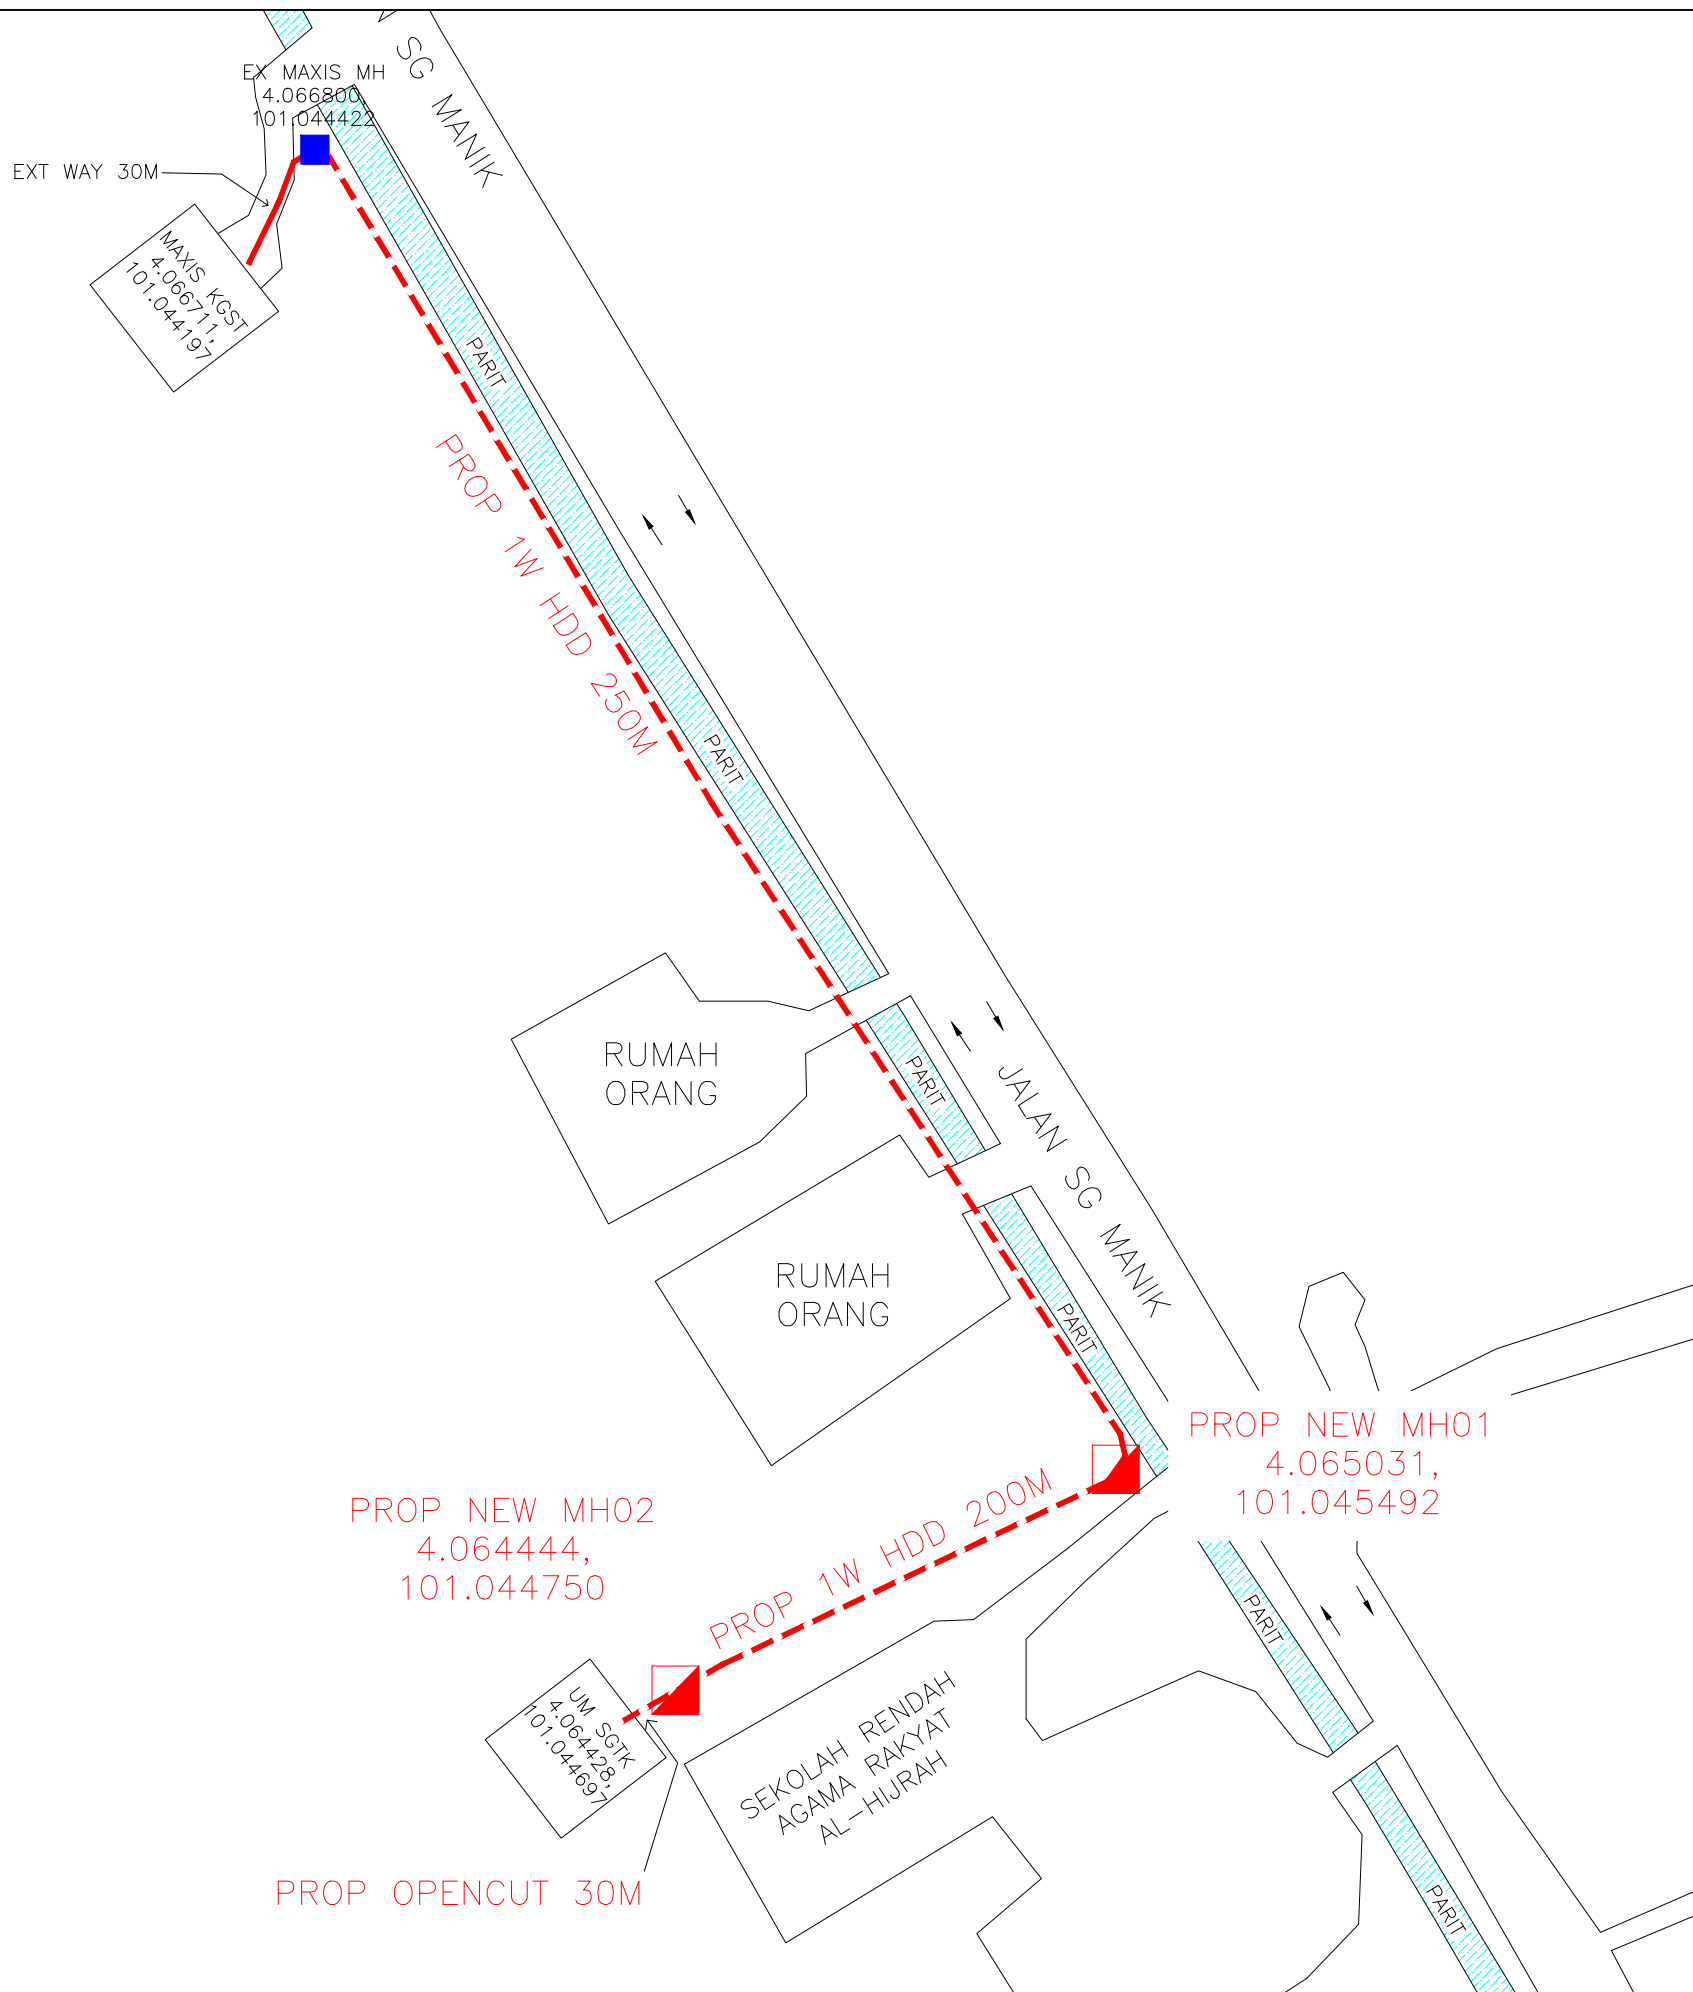 SG MANIK
EX MAXIS MH
4.066800,
101.044422
EXT WAY 30M
MAXIS KGST
4.066711,
101.044197
PARIT
PROP 1W HDD 250M
PARIT
RUMAH
ORANG
PARIT
JALAN SG MANIK
RUMAH
ORANG
PARIT
PROP NEW MH01
4.065031,
101.045492
PROP NEW MH02
4.064444,
101.044750
PROP 1W HDD 200M
PARIT
UM SGTK
4.064428,
101.044697
SEKOLAH RENDAH
AGAMA RAKYAT
AL-HIJRAH
PROP OPENCUT 30M
PARIT